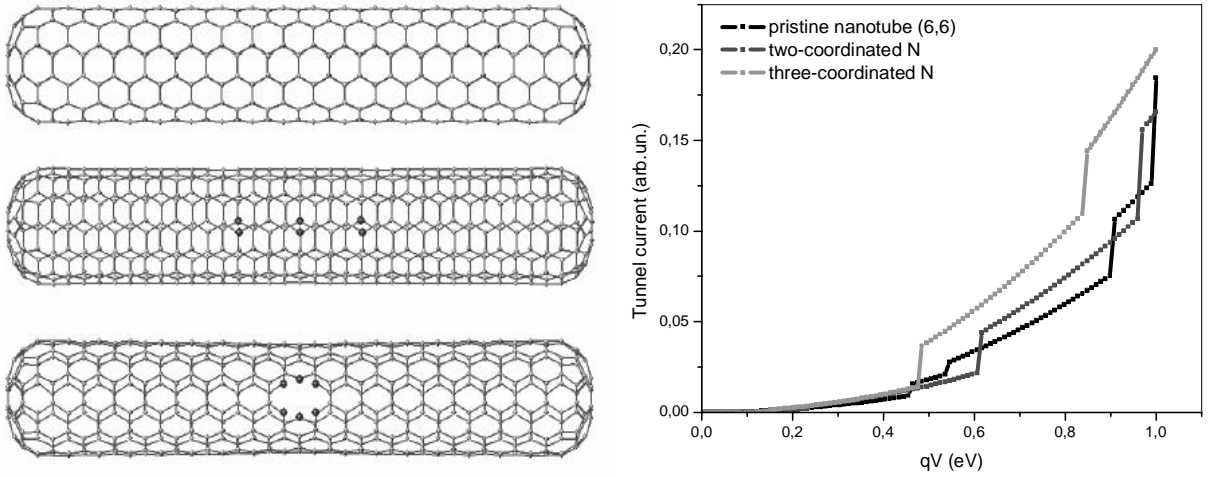 pristine nanotube (6,6)
two-coordinated N
three-coordinated N
Tunnel current (arb.un.)
0,20
0,15
0,10
0,05
0,00
0,0 0,2 0,4 0,6 0,8 1,0
qV (eV)